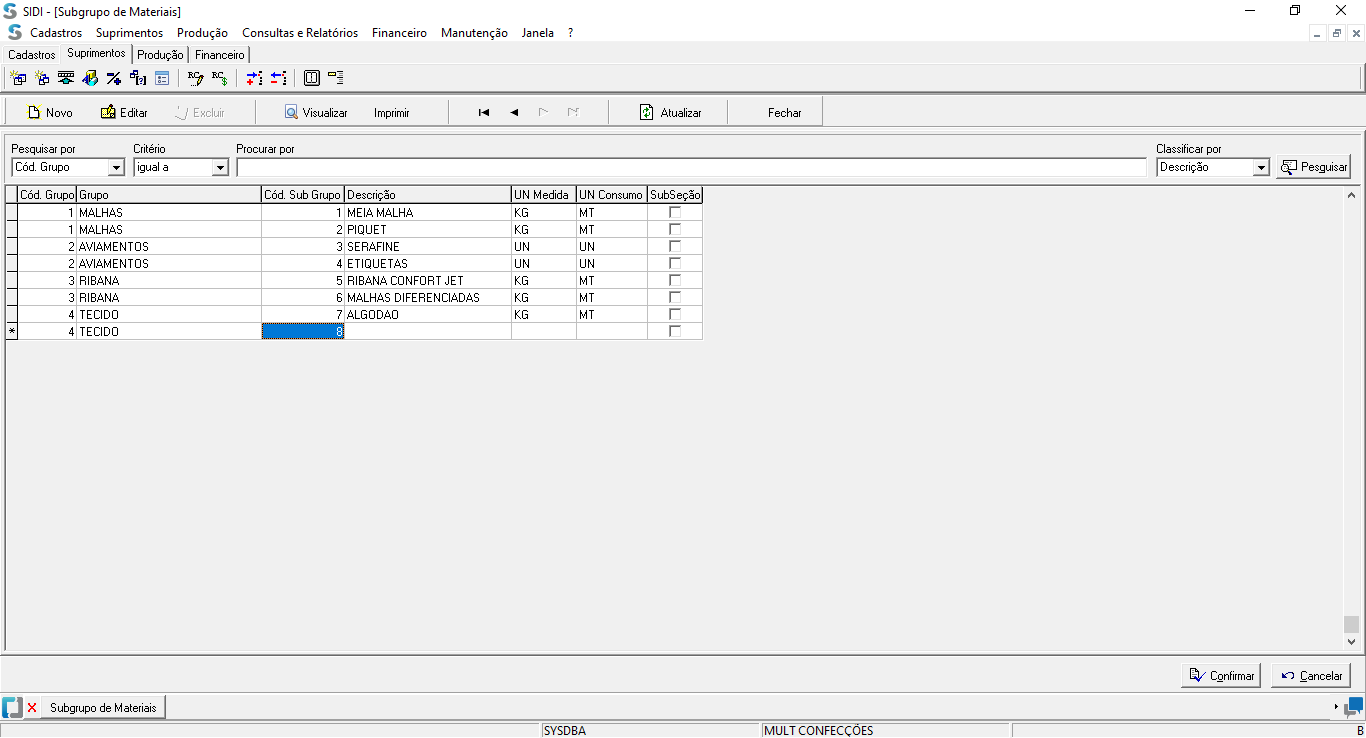 SIDI - [Subgrupo de Materiais]
Cadastros Suprimentos Produção Consultas e Relatórios Financeiro Manutenção Janela ?
Cadastros Suprimentos Produção Financeiro
Novo Editar Excluir Visualizar Imprimir Atualizar Fechar
Pesquisar por Critério Procurar por Classificar por
Cód. Grupo igual a Descrição Pesquisar
Cód. Grupo Grupo Cód. Sub Grupo Descrição UN Medida UN Consumo SubSeção
1 MALHAS 1 MEIA MALHA KG MT
1 MALHAS 2 PIQUET KG MT
2 AVIAMENTOS 3 SERAFINE UN UN
2 AVIAMENTOS 4 ETIQUETAS UN UN
3 RIBANA 5 RIBANA CONFORT JET KG MT
3 RIBANA 6 MALHAS DIFERENCIADAS KG MT
4 TECIDO 7 ALGODAO KG MT
* 4 TECIDO 8
Confirmar Cancelar
Subgrupo de Materiais
SYSDBA MULT CONFECÇÕES B